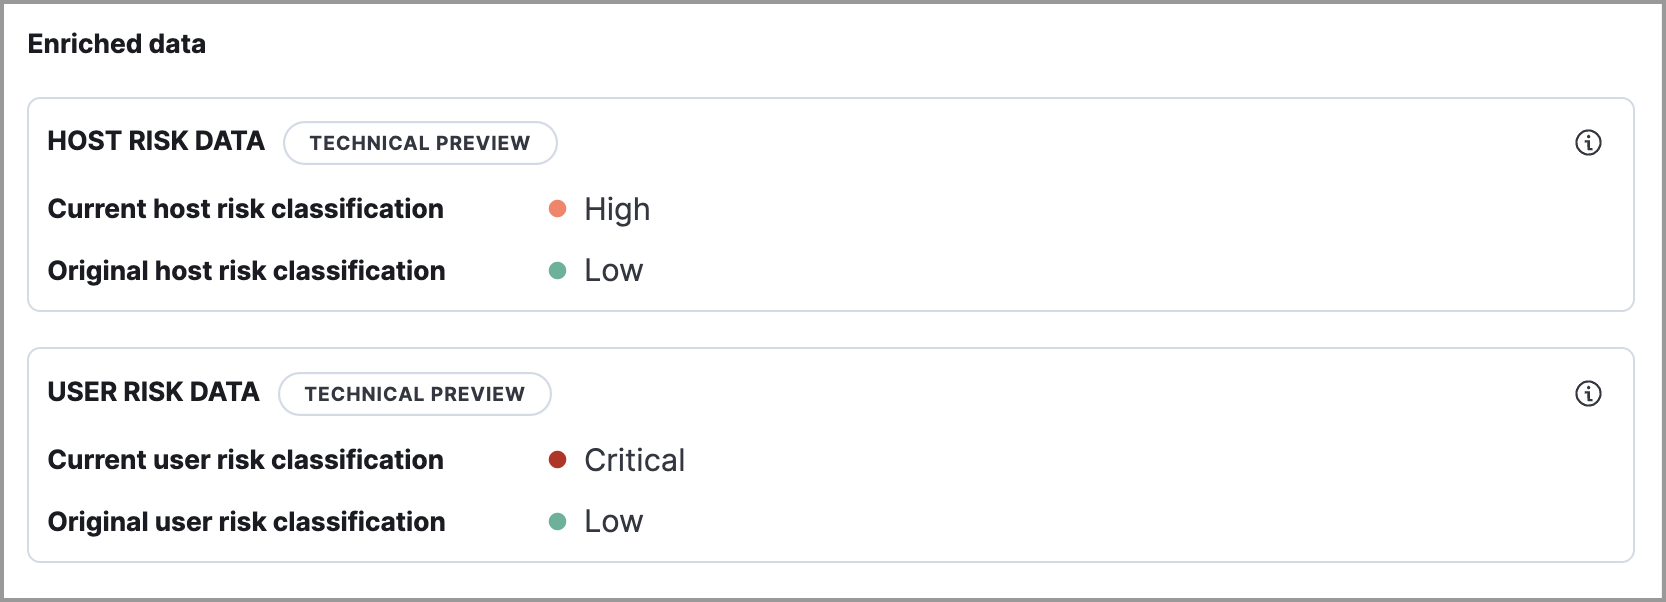 Enriched data
HOST RISK DATA TECHNICAL PREVIEW
Current host risk classification High
Original host risk classification Low
USER RISK DATA TECHNICAL PREVIEW
Current user risk classification Critical
Original user risk classification Low